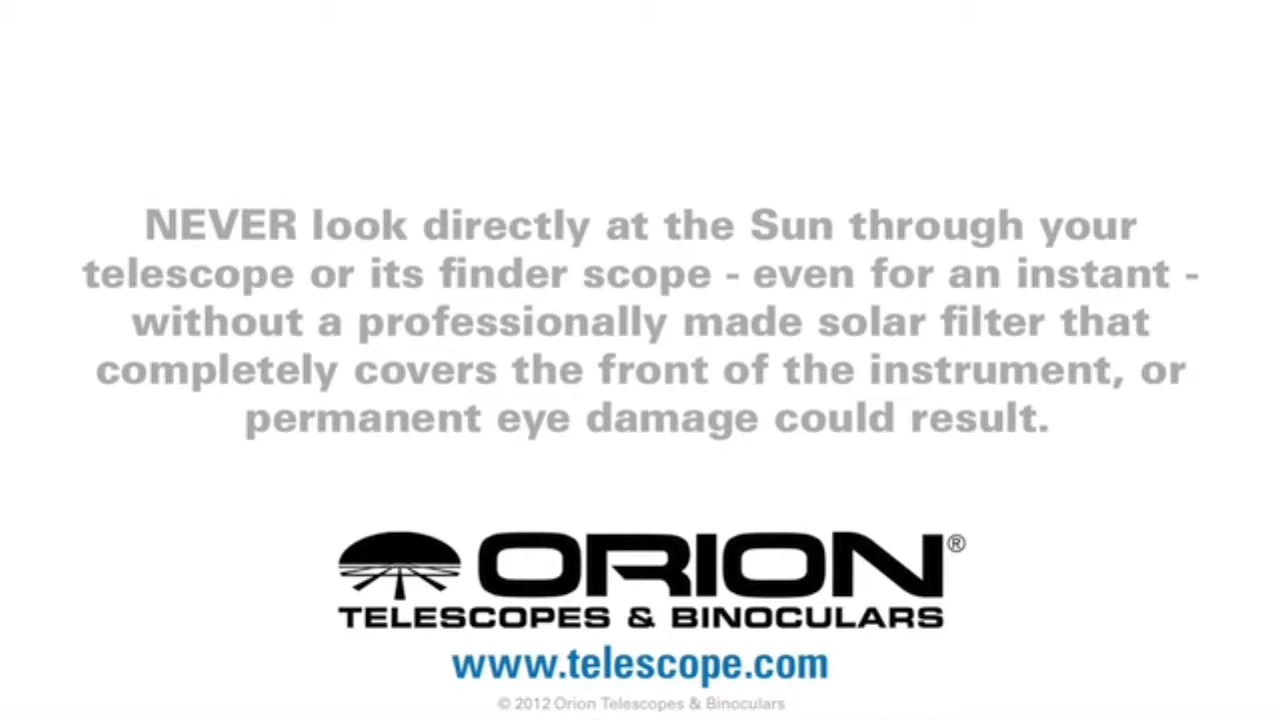 NEVER look directly at the Sun through your
telescope or its finder scope - even for an instant -
without a professionally made solar filter that
completely covers the front of the instrument, or
permanent eye damage could result.
ORION®
TELESCOPES & BINOCULARS
www.telescope.com
© 2012 Orion Telescopes & Binoculars